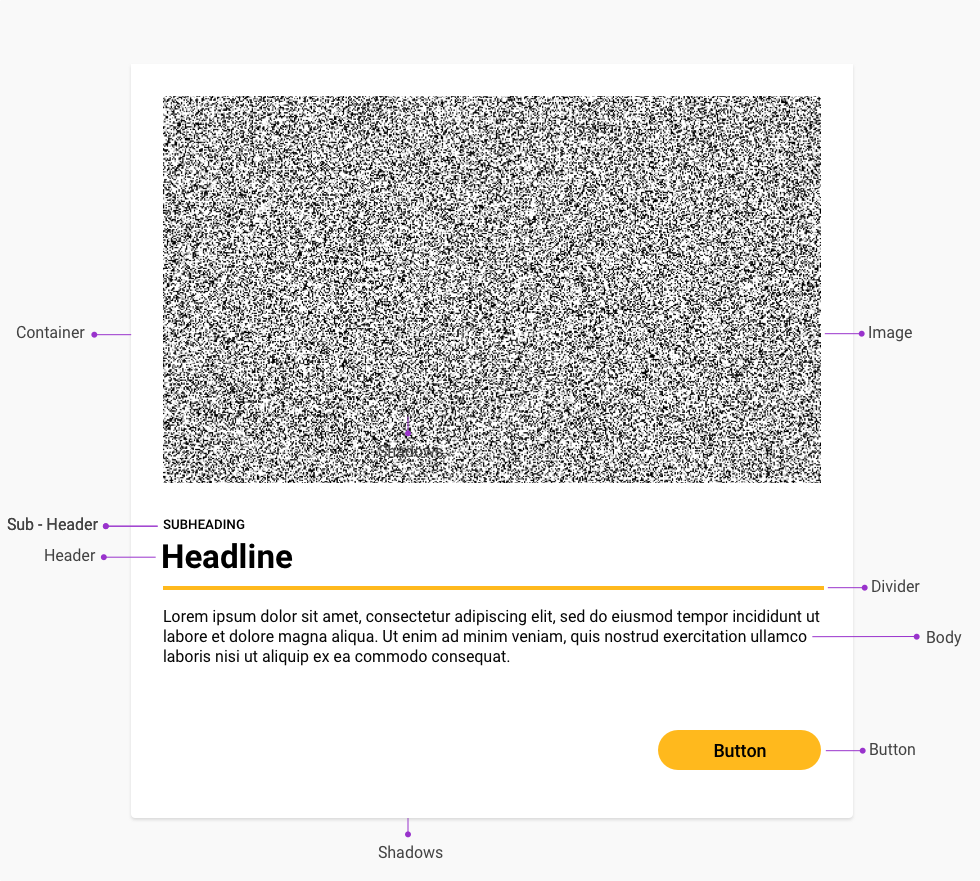 Container
Image
Shadows
Sub - Header
SUBHEADING
Header
Headline
Divider
Lorem ipsum dolor sit amet, consectetur adipiscing elit, sed do eiusmod tempor incididunt ut
labore et dolore magna aliqua. Ut enim ad minim veniam, quis nostrud exercitation ullamco
laboris nisi ut aliquip ex ea commodo consequat.
Body
Button
Button
Shadows